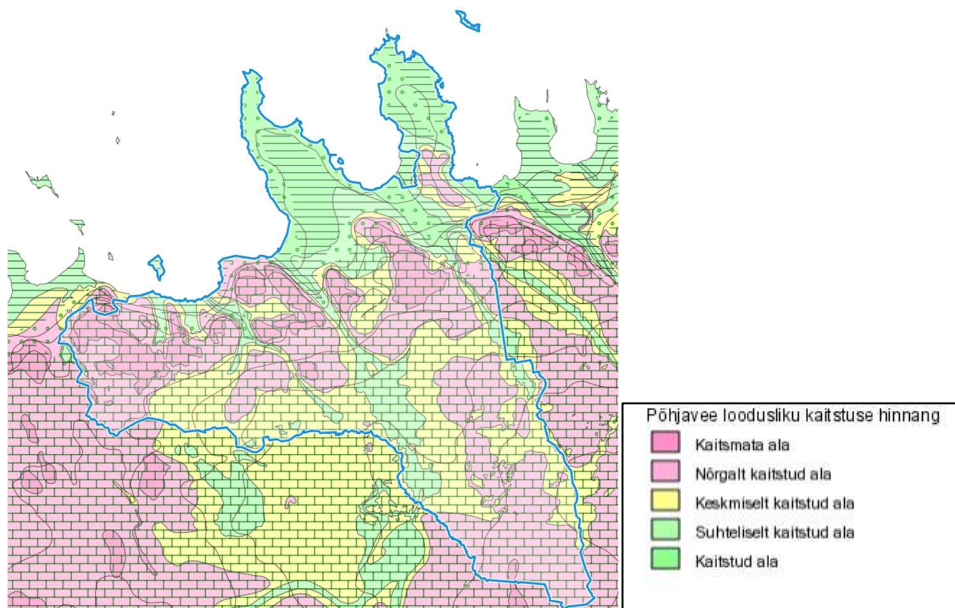 Põhjavee loodusliku kaitstuse hinnang
Kaitsmata ala
Nõrgalt kaitstud ala
Keskmiselt kaitstud ala
Suhteliselt kaitstud ala
Kaitstud ala